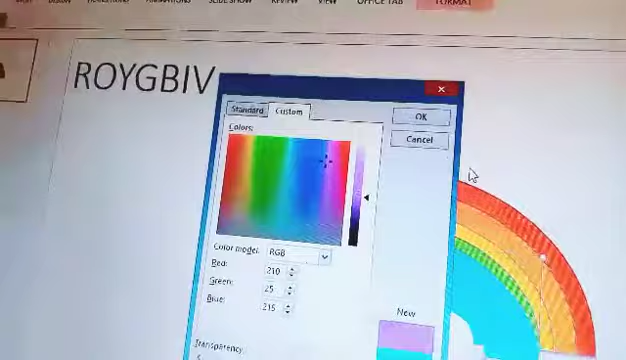 SLIDE SHOW REVIEW VIEW OFFICE TAB FORMAT
ROYGBIV
Standard Custom
OK
Colors:
Cancel
Color model: RGB
Red: 210
Green: 25
Blue: 215
New
Transparency